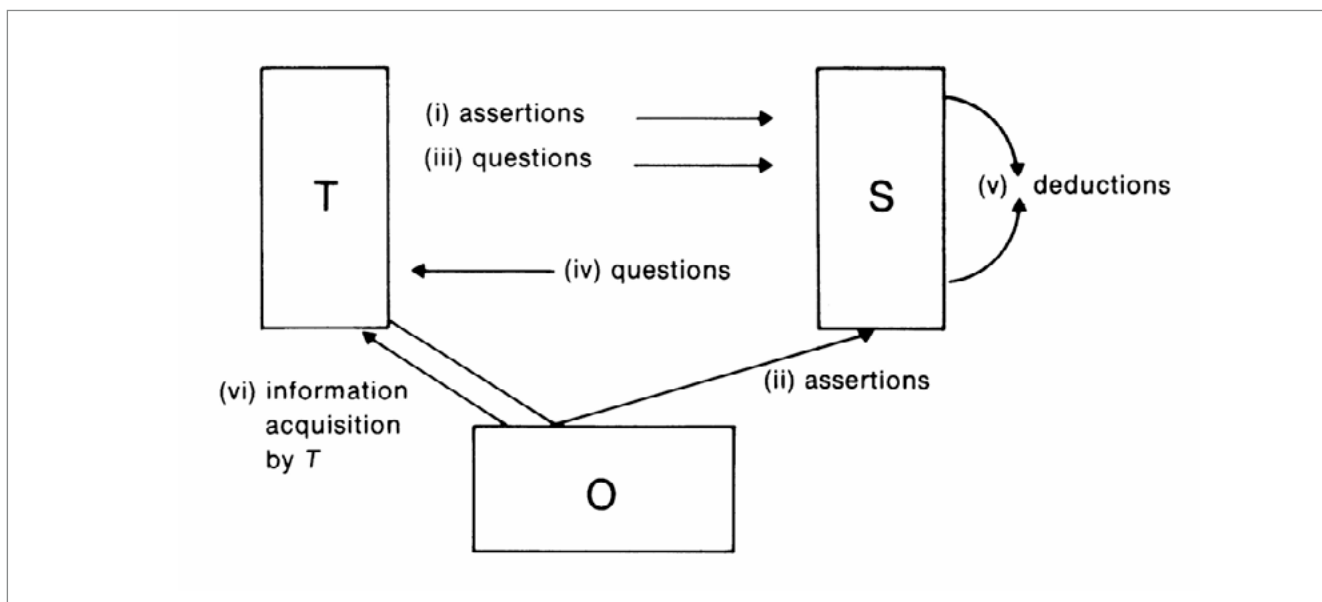 (i) assertions
(iii) questions
T
S
(v) deductions
(iv) questions
(vi) information
acquisition
by T
(ii) assertions
O